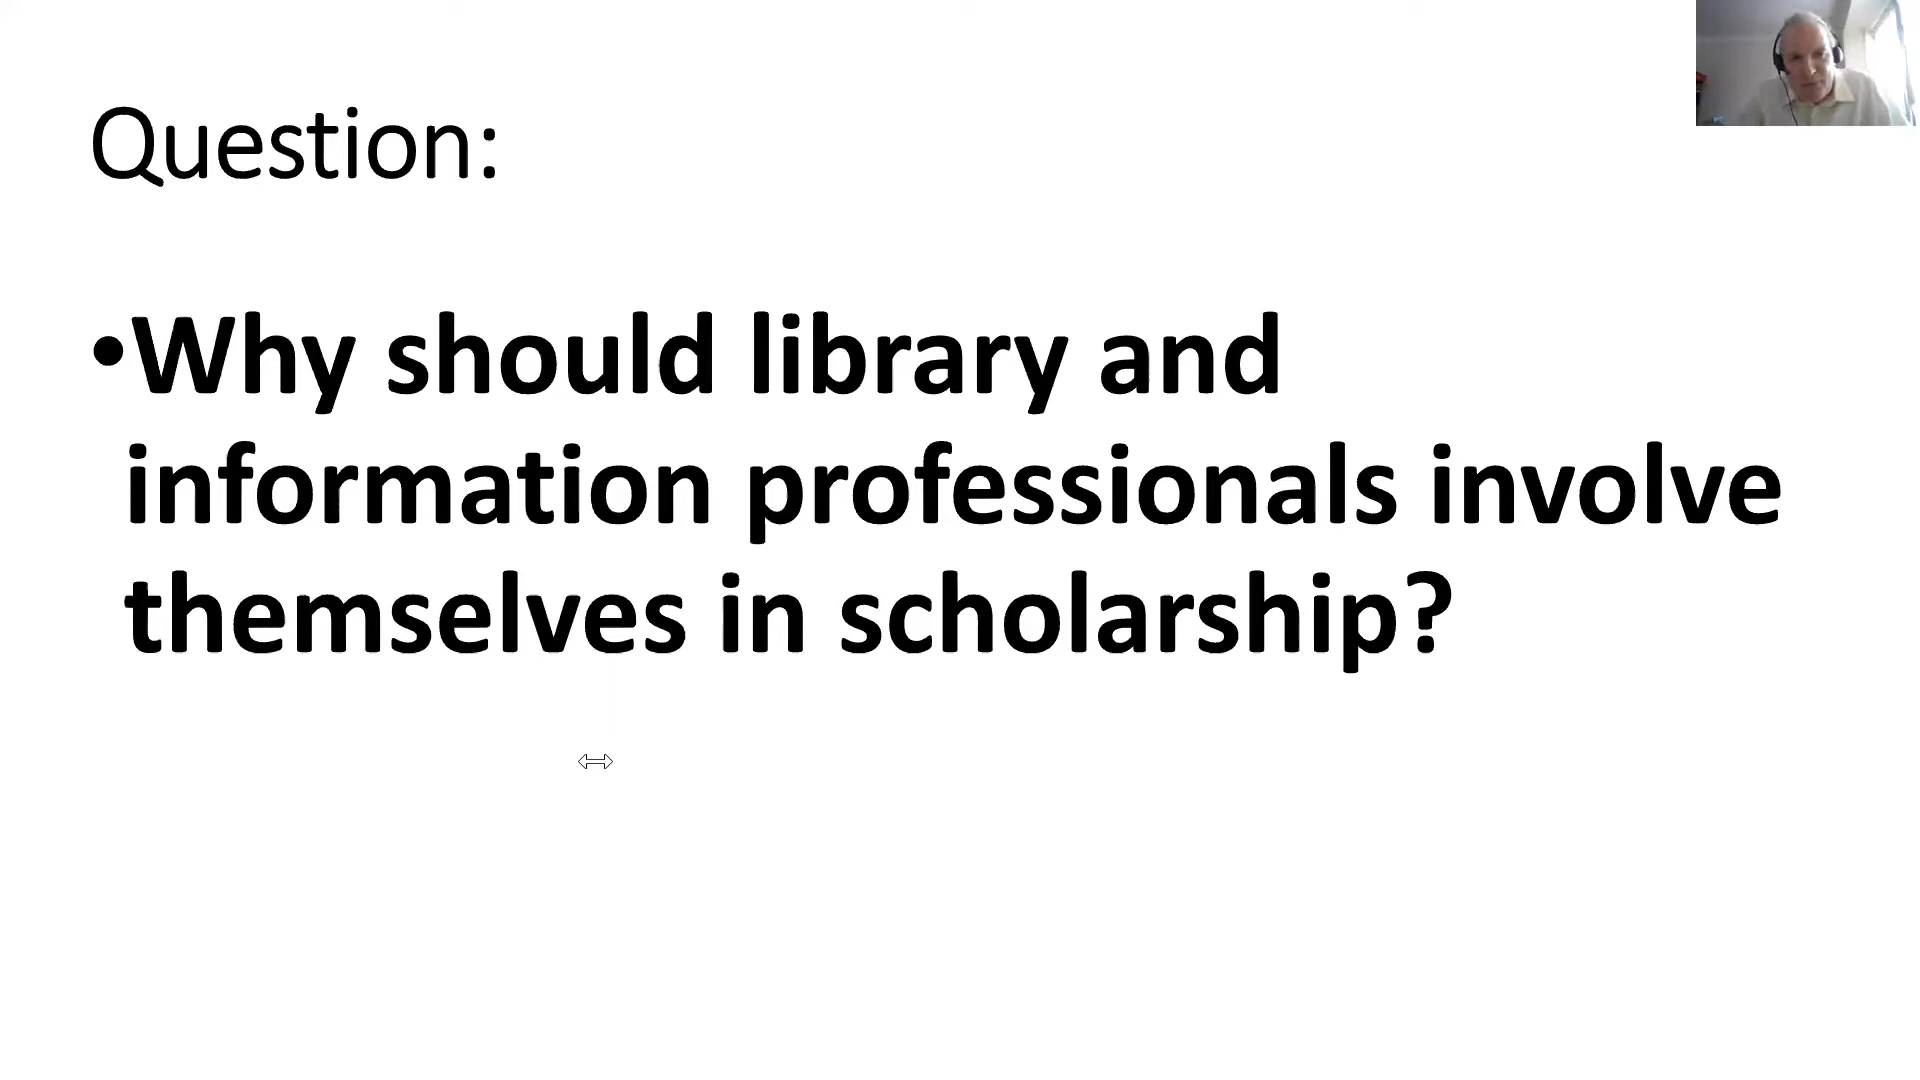 Question:
•Why should library and
information professionals involve
themselves in scholarship?